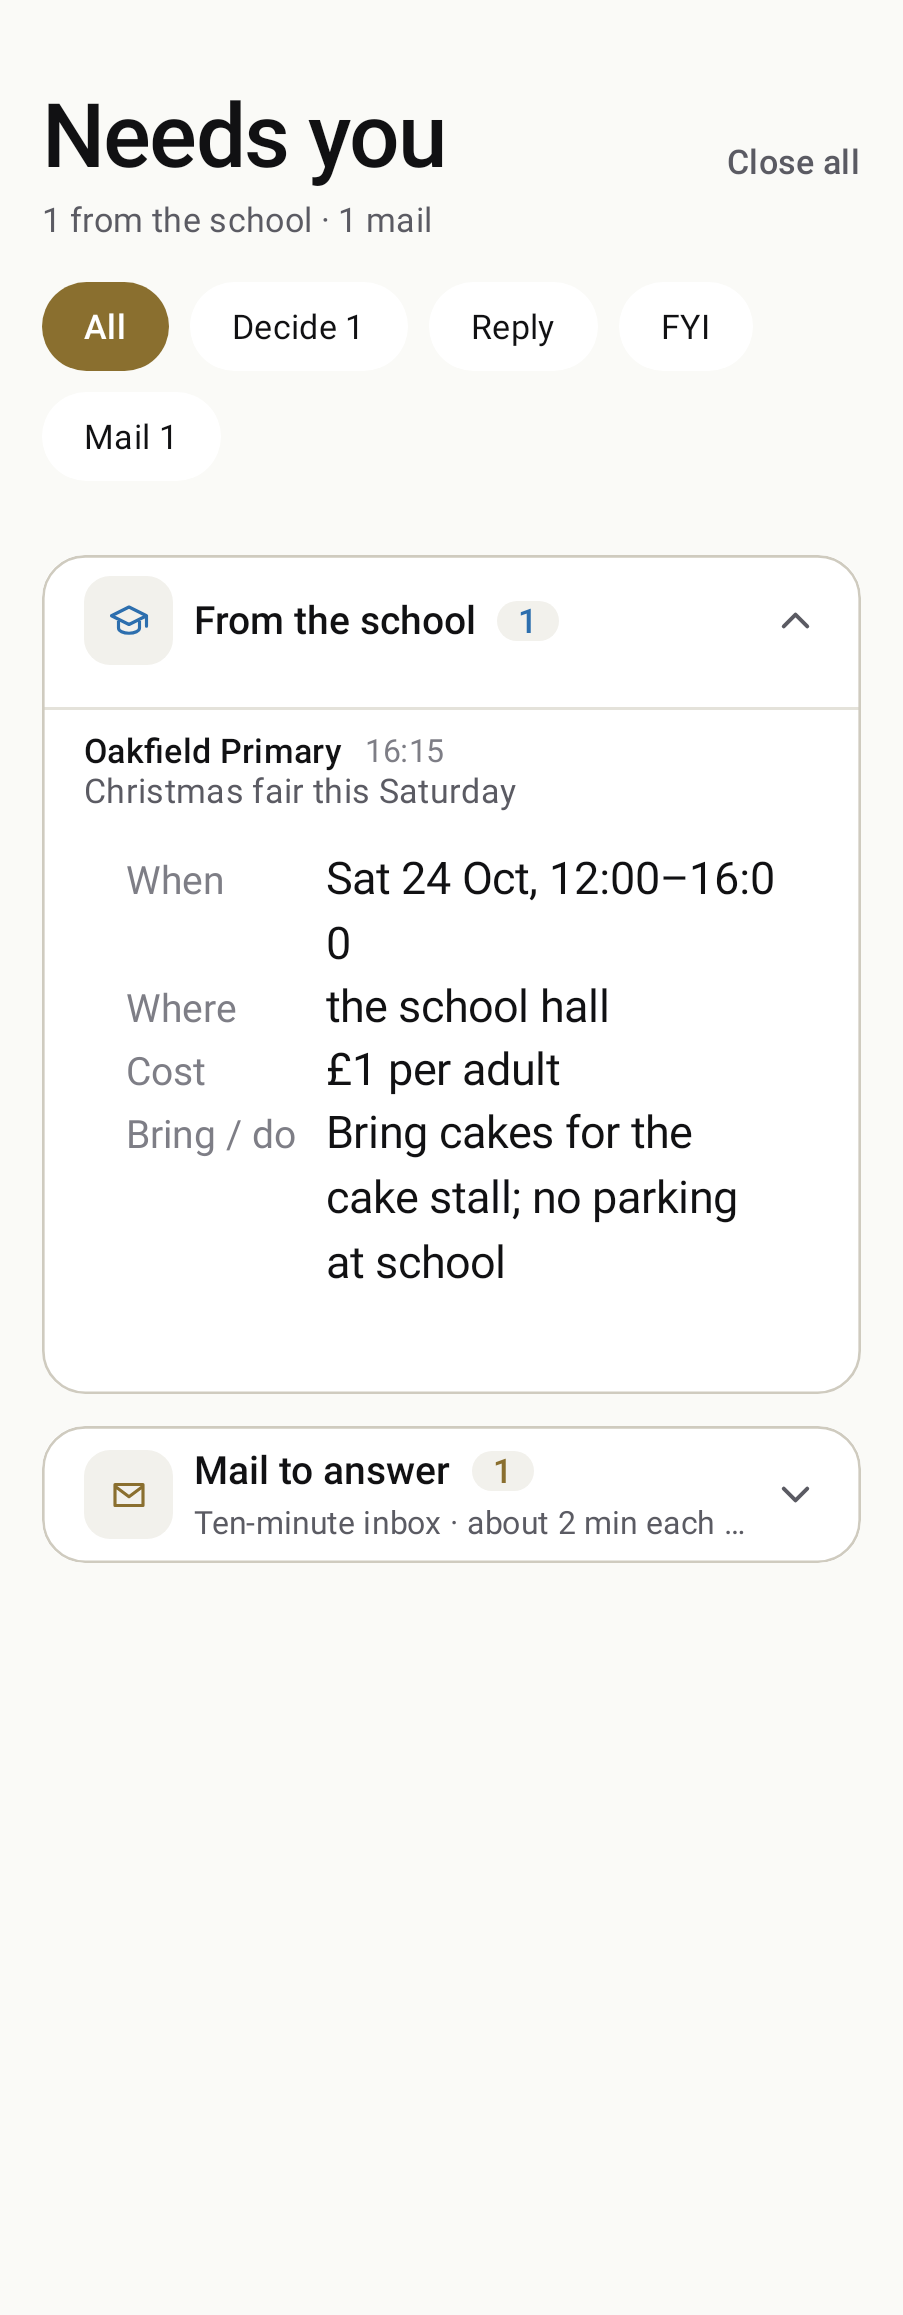 Needs you
Close all
1 from the school · 1 mail
All
Decide 1
Reply
FYI
Mail 1
From the school 1
Oakfield Primary 16:15
Christmas fair this Saturday
When Sat 24 Oct, 12:00–16:0
0
Where the school hall
Cost £1 per adult
Bring / do Bring cakes for the
cake stall; no parking
at school
Mail to answer 1
Ten-minute inbox · about 2 min each …